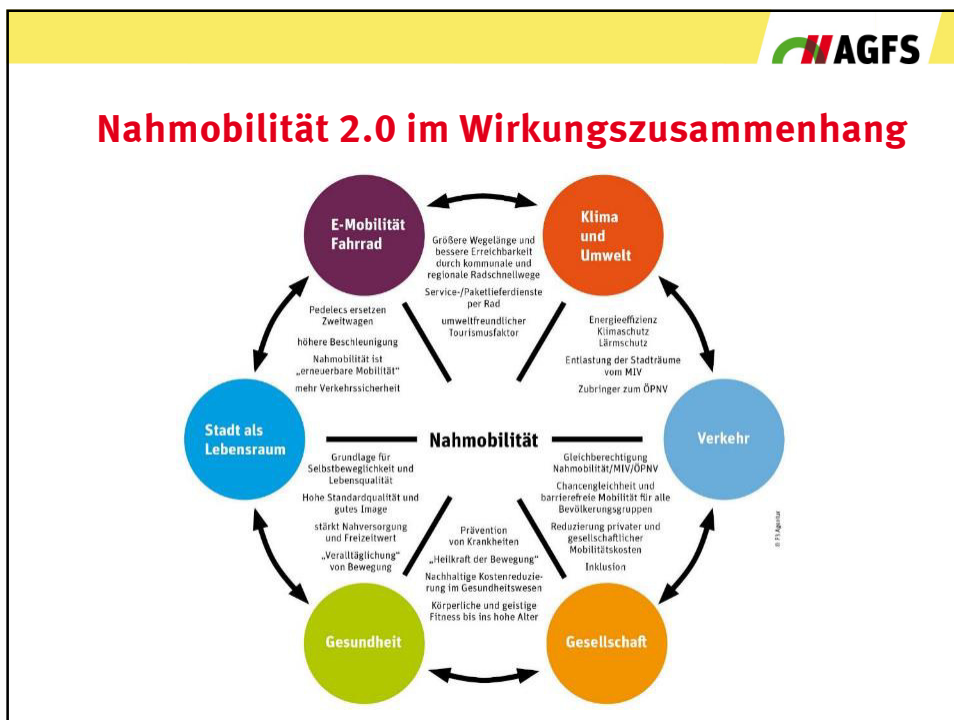 AGFS
Nahmobilität 2.0 im Wirkungszusammenhang
E-Mobilität
Fahrrad
Klima
und
Umwelt
Größere Wegelänge und
bessere Erreichbarkeit
durch kommunale und
regionale Radschnellwege
Service-/Paketlieferdienste
per Rad
umweltfreundlicher
Tourismusfaktor
Pedelecs ersetzen
Zweitwagen
höhere Beschleunigung
Nahmobilität ist
„erneuerbare Mobilität“
mehr Verkehrssicherheit
Energieeffizienz
Klimaschutz
Lärmschutz
Entlastung der Stadträume
vom MIV
Zubringer zum ÖPNV
Stadt als
Lebensraum
Nahmobilität
Verkehr
Grundlage für
Selbstbeweglichkeit und
Lebensqualität
Hohe Standardqualität und
gutes Image
stärkt Nahversorgung
und Freizeitwert
„Veralltäglichung“
von Bewegung
Gleichberechtigung
Nahmobilität/MIV/ÖPNV
Chancengleichheit und
barrierefreie Mobilität für alle
Bevölkerungsgruppen
Reduzierung privater und
gesellschaftlicher
Mobilitätskosten
Inklusion
Prävention
von Krankheiten
„Heilkraft der Bewegung“
Nachhaltige Kostenreduzie-
rung im Gesundheitswesen
Körperliche und geistige
Fitness bis ins hohe Alter
Gesundheit
Gesellschaft
© P3 Agentur